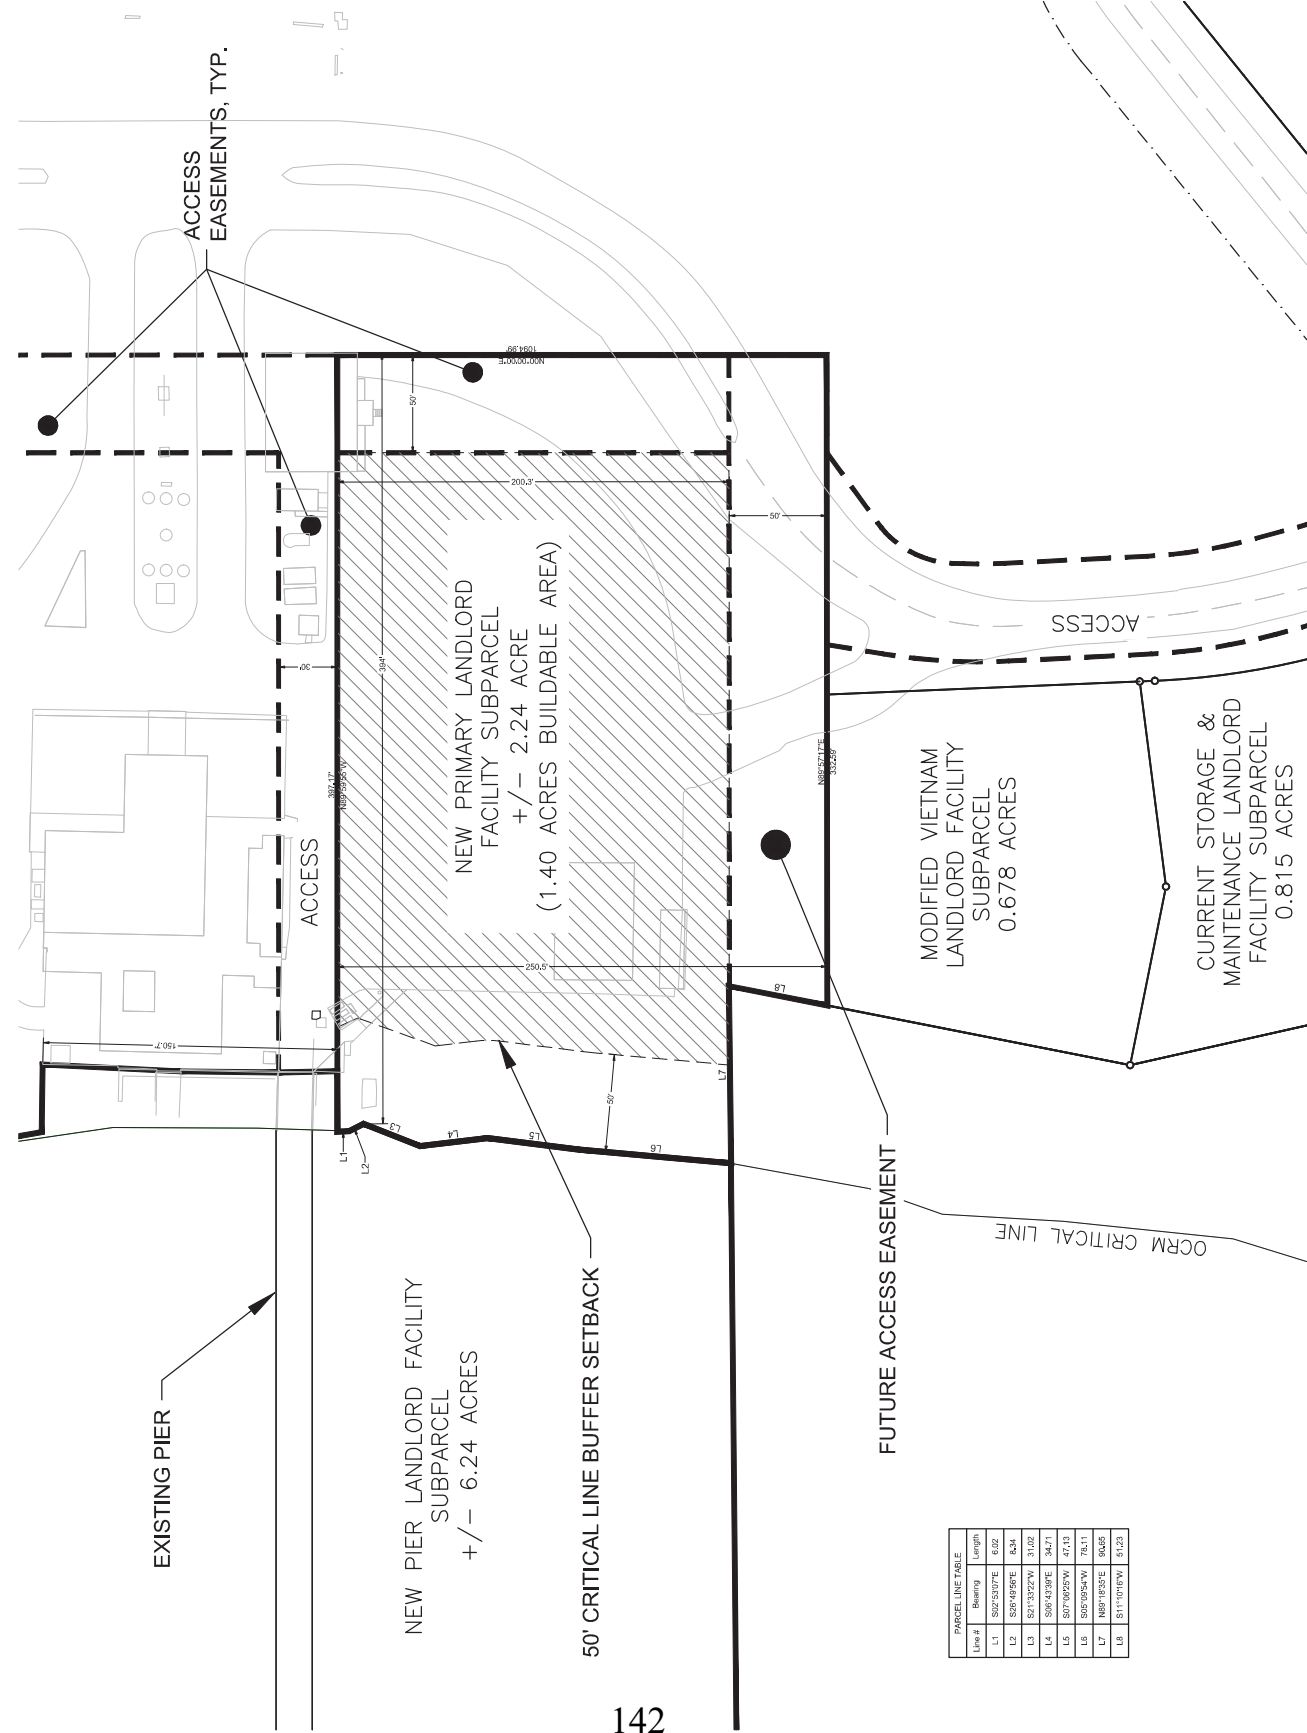 ACCESS
EASEMENTS, TYP.
1094.99'
N00°00'00"E
50'
200.3'
50'
394'
30'
NEW PRIMARY LANDLORD
FACILITY SUBPARCEL
+/- 2.24 ACRE
(1.40 ACRES BUILDABLE AREA)
ACCESS
397.17'
N89°59'55"W
ACCESS
N89°57'17"E
332.59'
MODIFIED VIETNAM
LANDLORD FACILITY
SUBPARCEL
0.678 ACRES
CURRENT STORAGE &
MAINTENANCE LANDLORD
FACILITY SUBPARCEL
0.815 ACRES
250.5'
L8
150.7'
L7
50'
L1
L2
L3
L4
L5
L6
EXISTING PIER
NEW PIER LANDLORD FACILITY
SUBPARCEL
+/- 6.24 ACRES
50' CRITICAL LINE BUFFER SETBACK
FUTURE ACCESS EASEMENT
OCRM CRITICAL LINE
PARCEL LINE TABLE
Line # Bearing Length
L1 S02°53'07"E 6.02
L2 S26°49'56"E 8.34
L3 S21°33'22"W 31.02
L4 S06°43'39"E 34.71
L5 S07°06'25"W 47.13
L6 S05°09'54"W 78.11
L7 N89°18'35"E 90.65
L8 S11°10'16"W 51.23
142